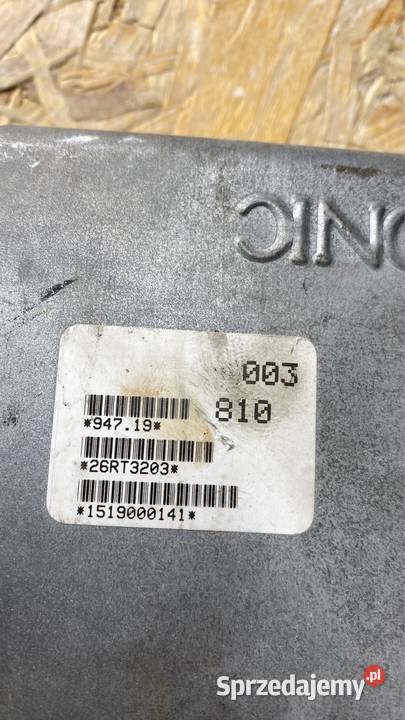 ONIC
003
810
*947.19*
*26RT3203*
*1519000141*
Sprzedajemy.pl